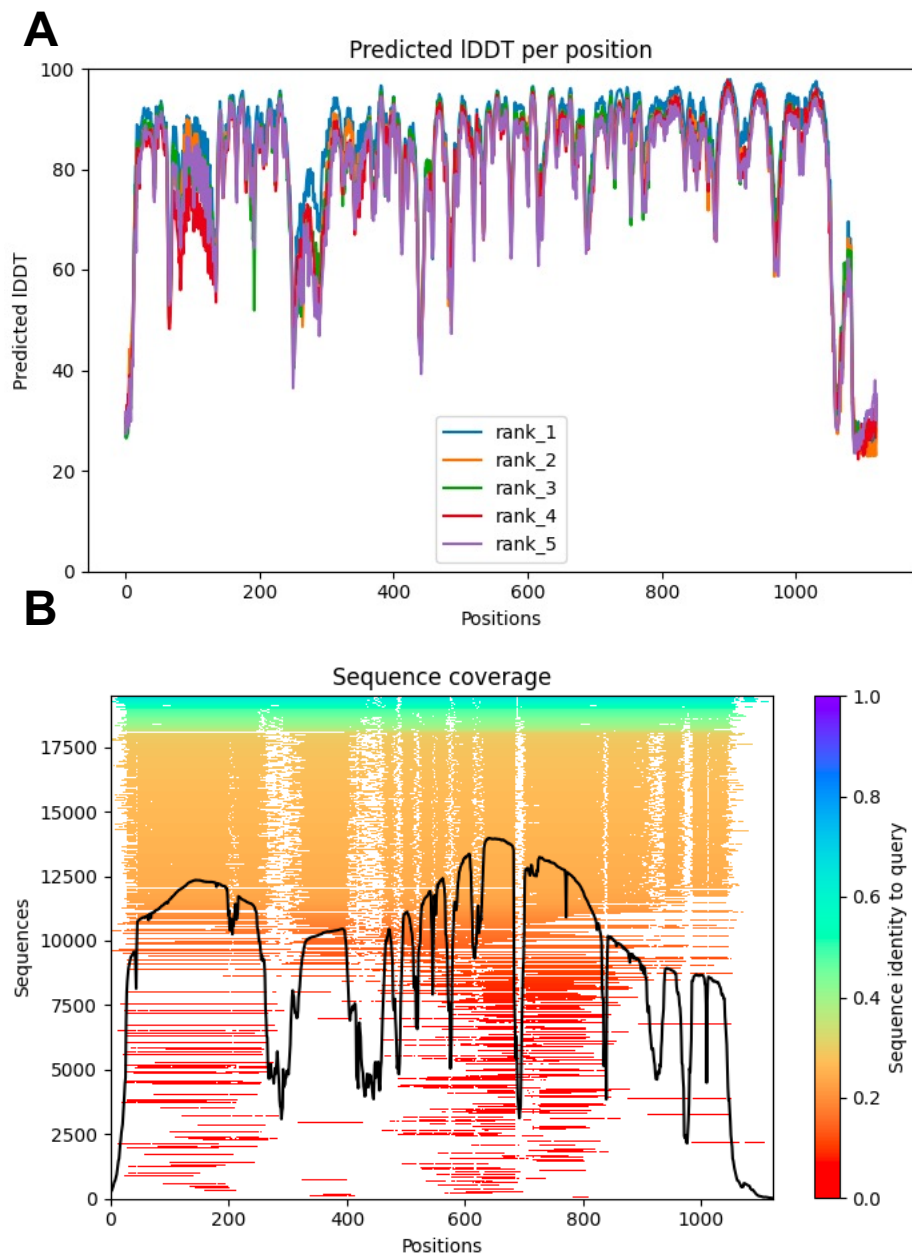 A
Predicted lDDT per position
100
80
60
40
20
0
Predicted lDDT
rank_1
rank_2
rank_3
rank_4
rank_5
0 200 400 600 800 1000
Positions
B
Sequence coverage
17500
15000
12500
10000
7500
5000
2500
0
Sequences
0 200 400 600 800 1000
Positions
1.0
0.8
0.6
0.4
0.2
0.0
Sequence identity to query